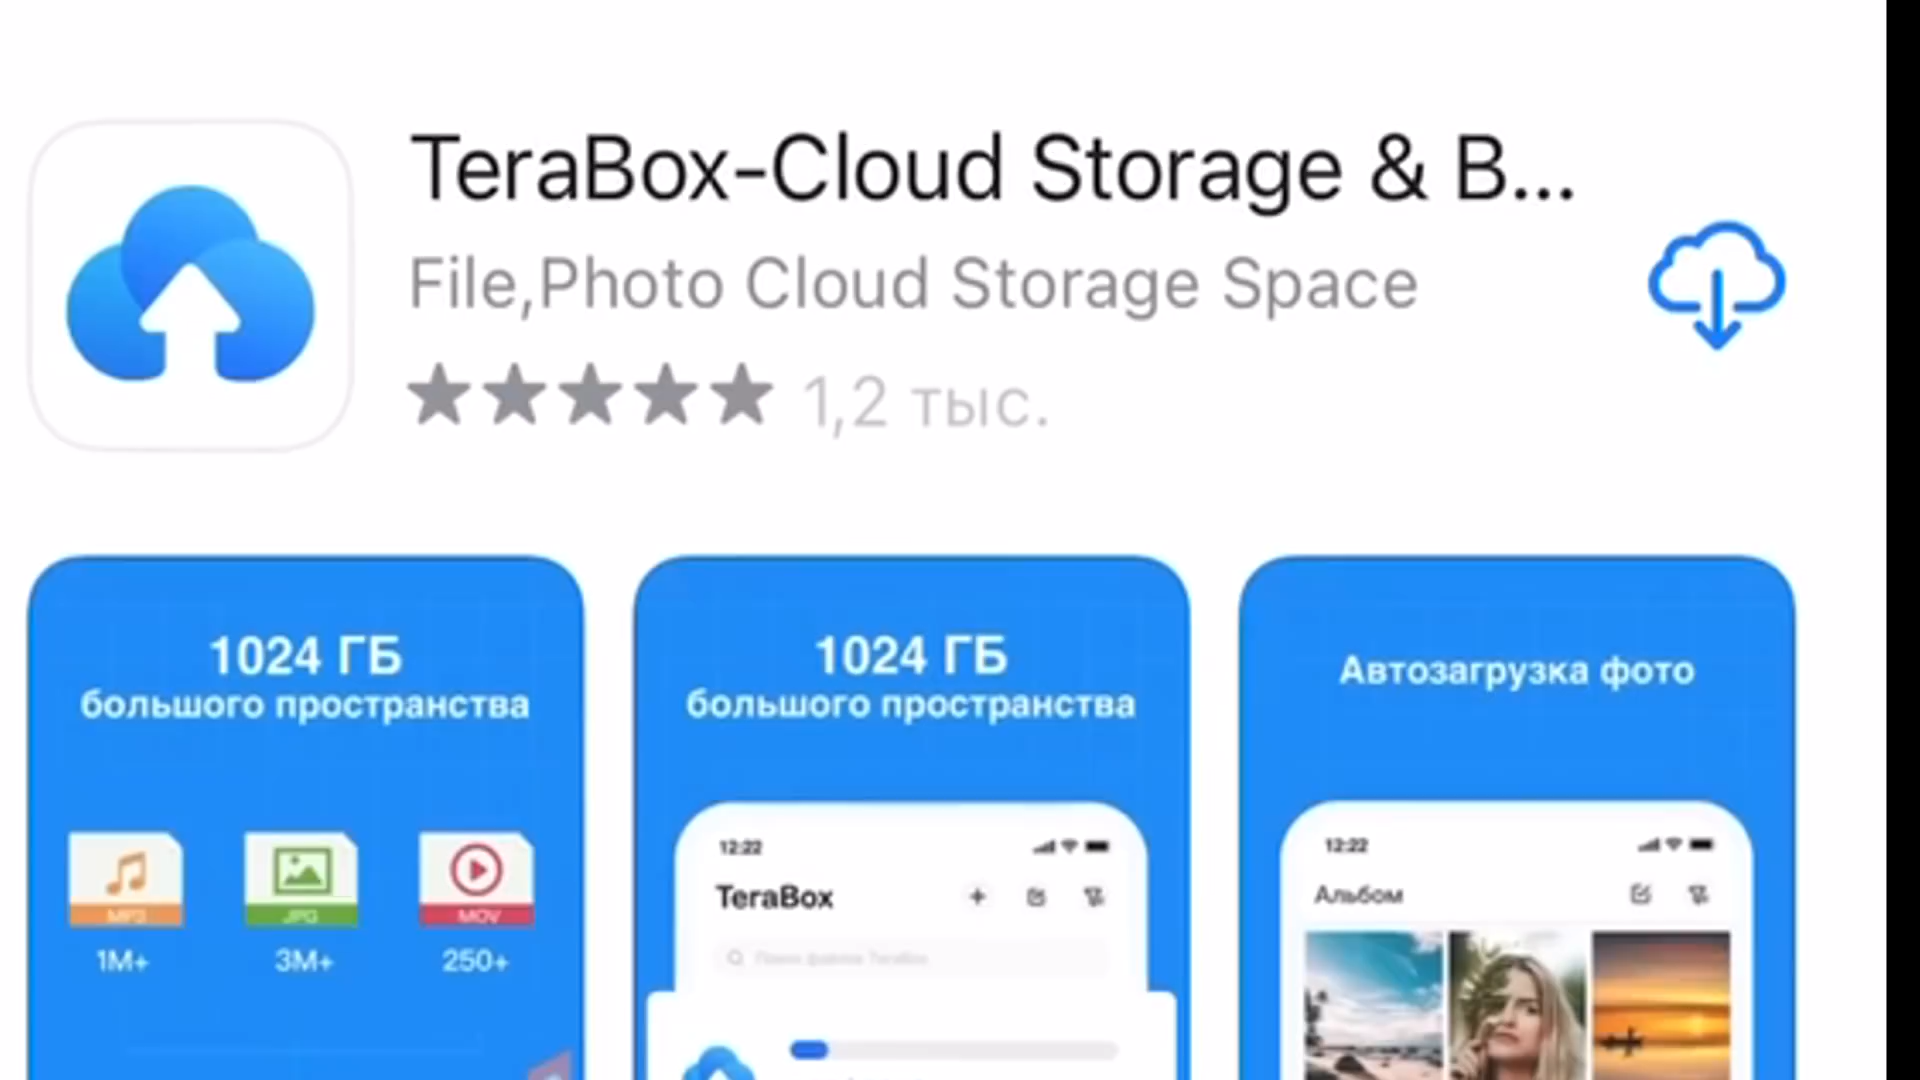 TeraBox-Cloud Storage & B...
File,Photo Cloud Storage Space
1,2 тыс.
1024 ГБ
большого пространства
MP3
JPG
MOV
1M+
3M+
250+
1024 ГБ
большого пространства
12:22
TeraBox
Автозагрузка фото
12:22
Альбом